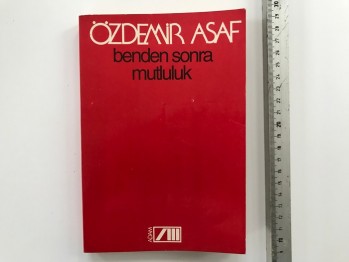 ÖZDEMİR ASAF
benden sonra
mutluluk
ADAM